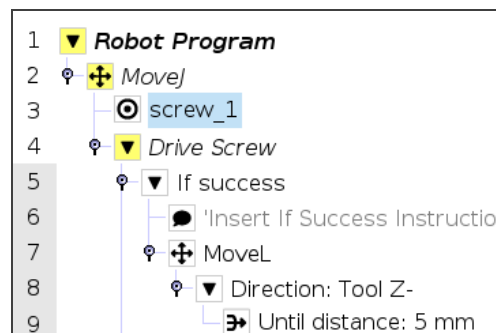 1 Robot Program
2 MoveJ
3 screw_1
4 Drive Screw
5 If success
6 'Insert If Success Instructio
7 MoveL
8 Direction: Tool Z-
9 Until distance: 5 mm